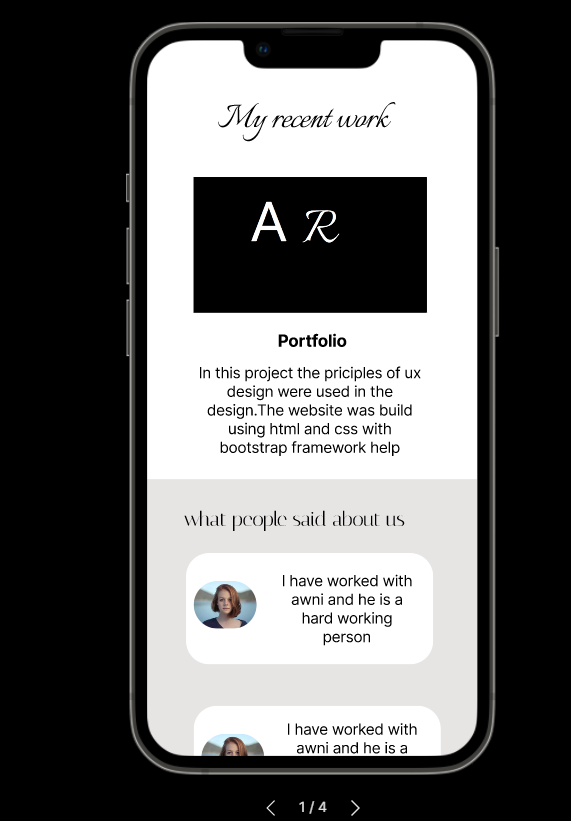 My recent work
A R
Portfolio
In this project the priciples of ux
design were used in the
design.The website was build
using html and css with
bootstrap framework help
what people said about us
I have worked with
awni and he is a
hard working
person
I have worked with
awni and he is a
1 / 4